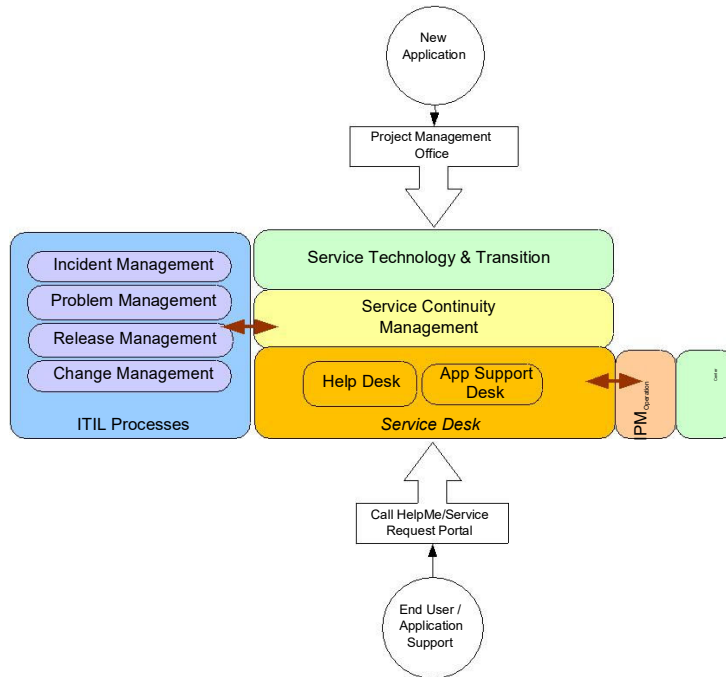 New
Application
Project Management
Office
Service Technology & Transition
Incident Management
Problem Management
Release Management
Change Management
ITIL Processes
Service Continuity
Management
Help Desk
App Support
Desk
Service Desk
IPM Operation
Center
Call HelpMe/Service
Request Portal
End User /
Application
Support